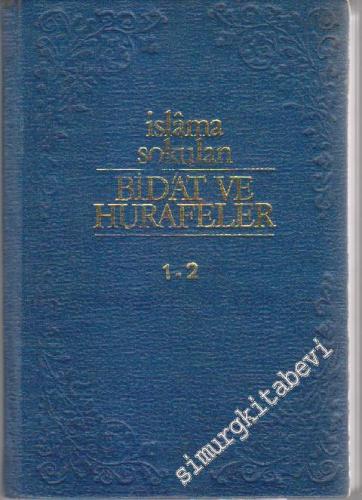 islâma
sokulan
BİD'AT VE
HURAFELER
1-2
simurgkitabevi